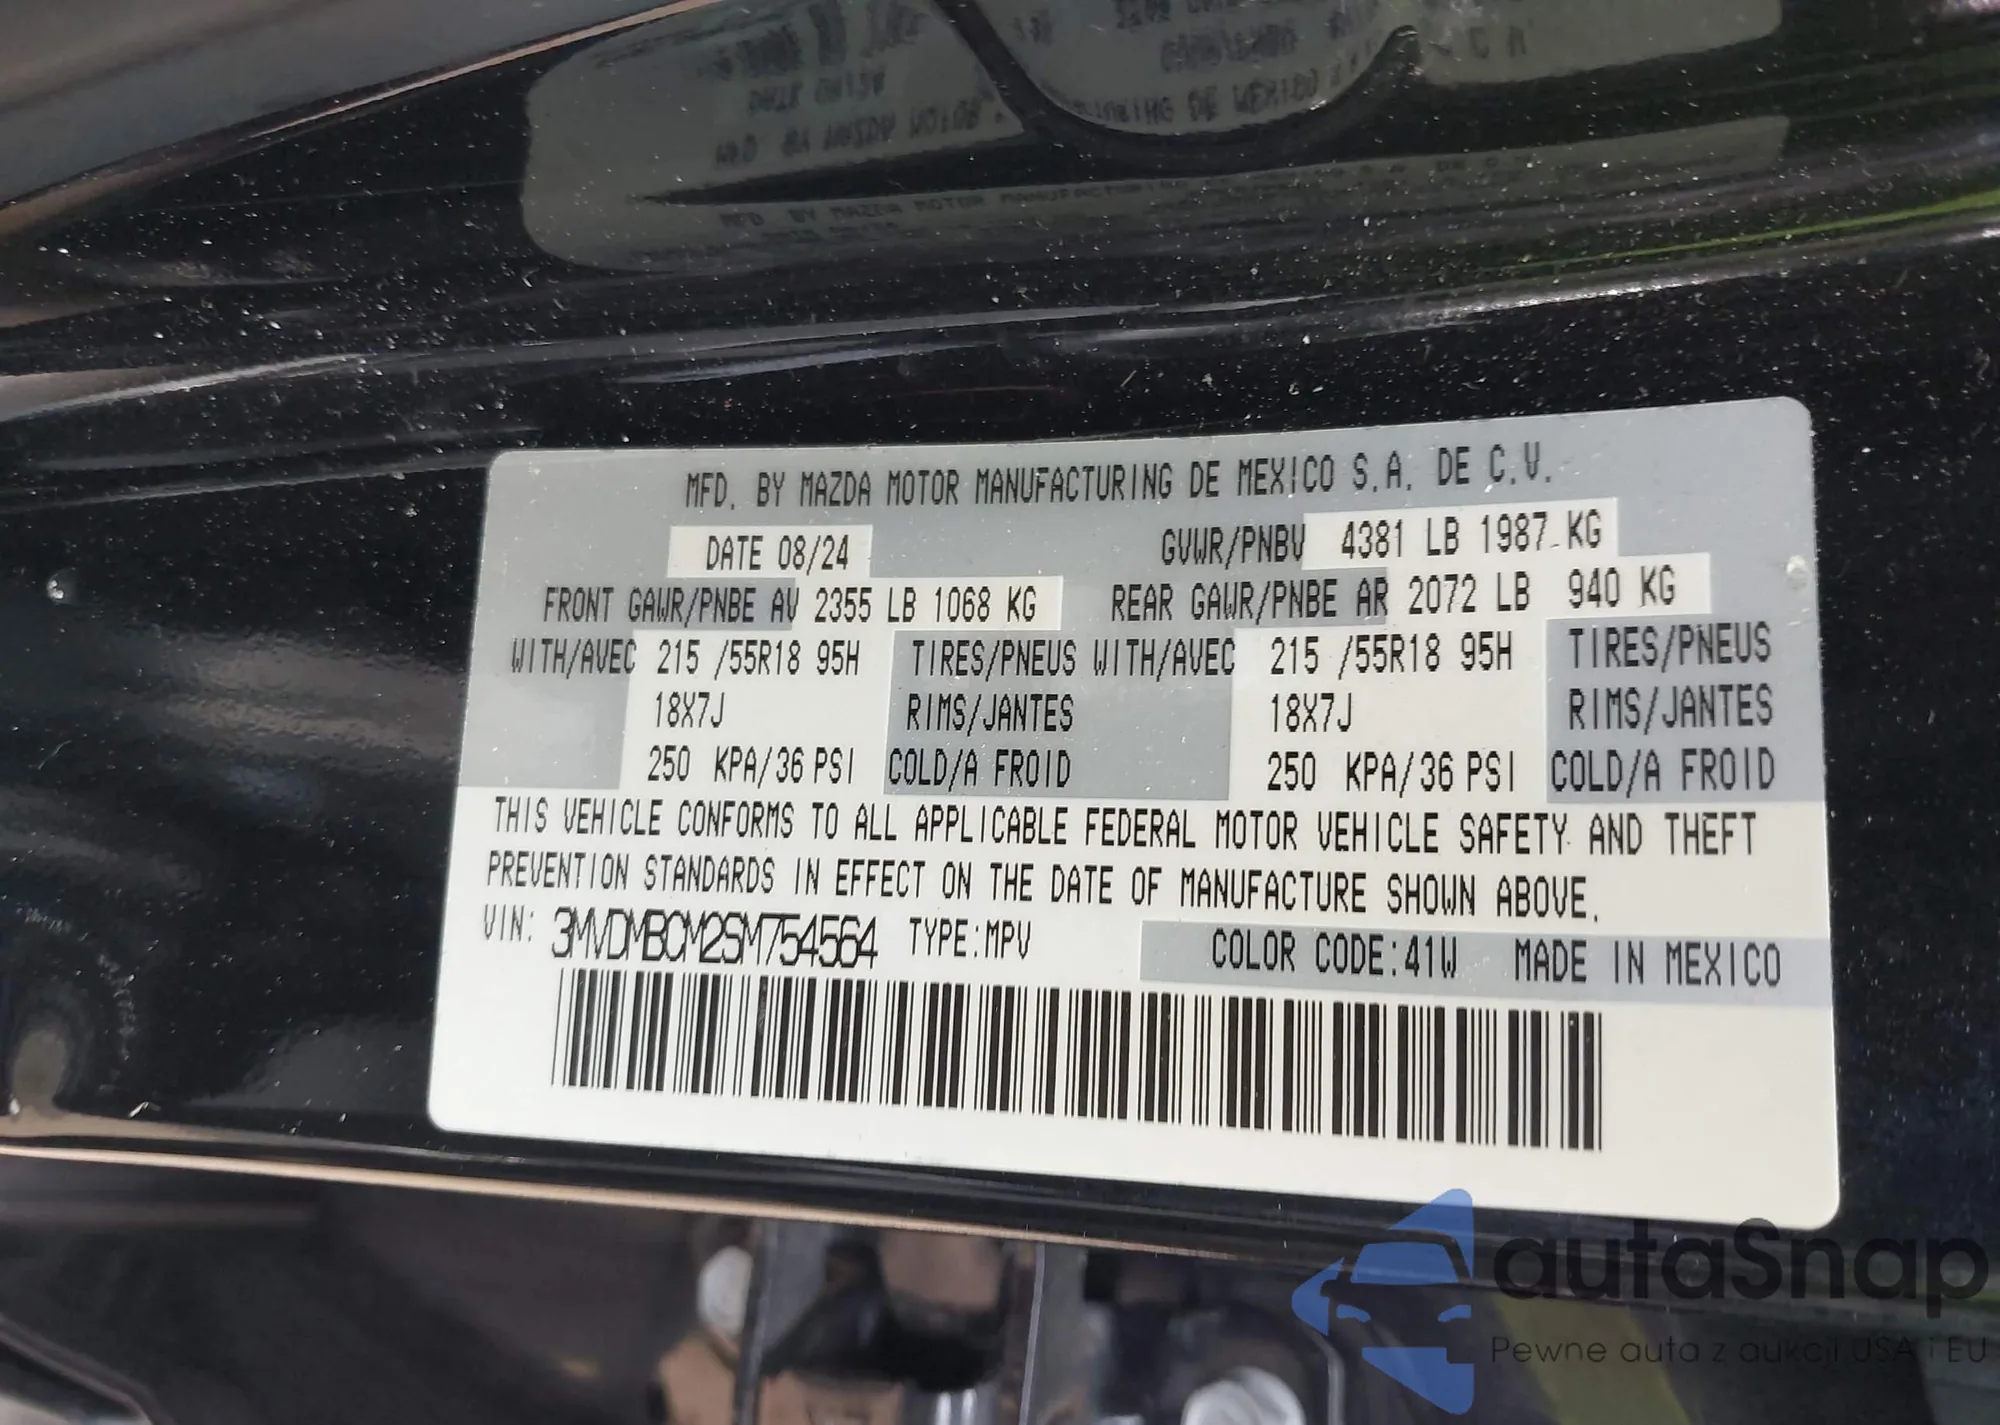 MFD. BY MAZDA MOTOR MANUFACTURING DE MEXICO S.A. DE C.V.
DATE 08/24 GVWR/PNBV 4381 LB 1987 KG
FRONT GAWR/PNBE AV 2355 LB 1068 KG REAR GAWR/PNBE AR 2072 LB 940 KG
WITH/AVEC 215 /55R18 95H TIRES/PNEUS WITH/AVEC 215 /55R18 95H TIRES/PNEUS
18X7J RIMS/JANTES 18X7J RIMS/JANTES
250 KPA/36 PSI COLD/A FROID 250 KPA/36 PSI COLD/A FROID
THIS VEHICLE CONFORMS TO ALL APPLICABLE FEDERAL MOTOR VEHICLE SAFETY AND THEFT
PREVENTION STANDARDS IN EFFECT ON THE DATE OF MANUFACTURE SHOWN ABOVE.
VIN: 3MVDMBCM2SM754564 TYPE:MPV COLOR CODE:41W MADE IN MEXICO
autaSnap
Pewne auta z aukcji USA i EU